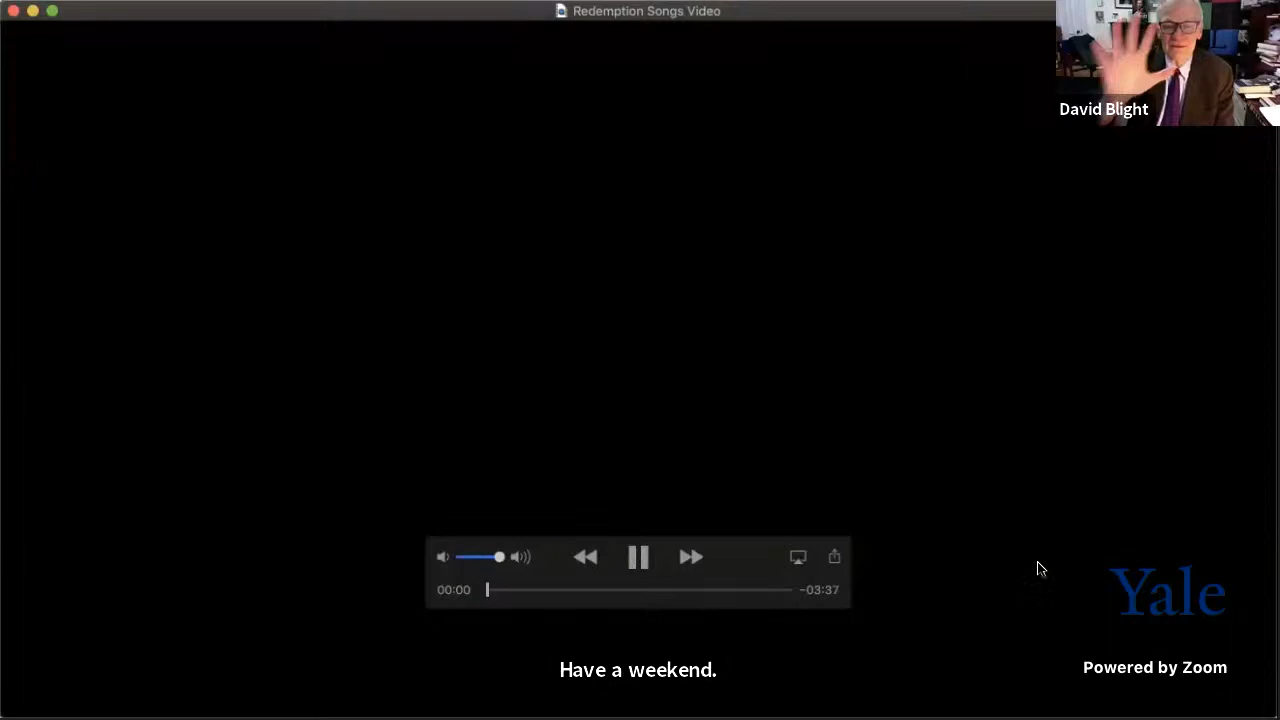 Redemption Songs Video
David Blight
00:00
-03:37
Have a weekend.
Yale
Powered by Zoom